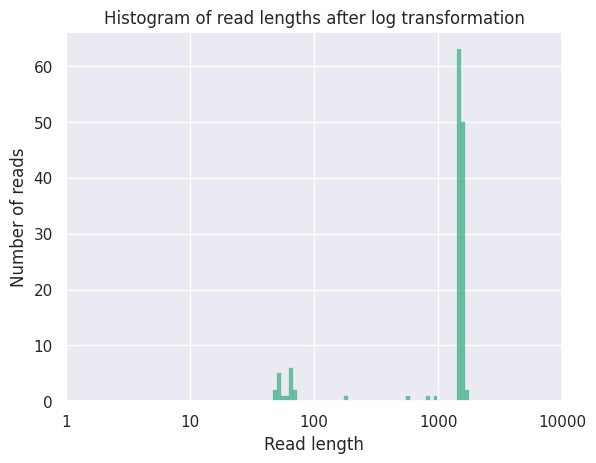 Histogram of read lengths after log transformation
Number of reads
60
50
40
30
20
10
0
1 10 100 1000 10000
Read length